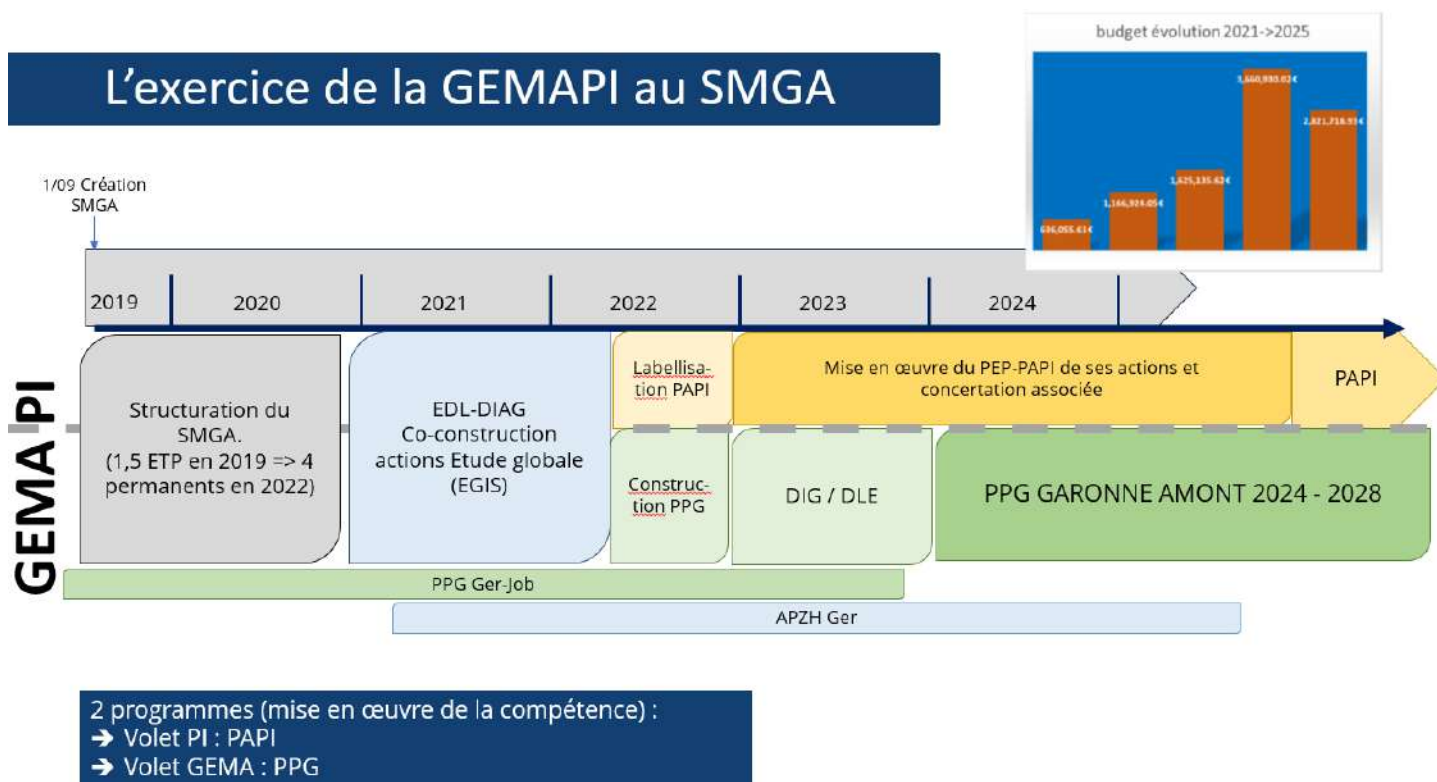 budget évolution 2021->2025
L'exercice de la GEMAPI au SMGA
2,821,718.93€
1/09 Création
SMGA
2019
2020
2021
2022
2023
2024
GEMA PI
Structuration du
SMGA.
(1,5 ETP en 2019 => 4
permanents en 2022)
EDL-DIAG
Co-construction
actions Etude globale
(EGIS)
Labellisa-
tion PAPI
Mise en œuvre du PEP-PAPI de ses actions et
concertation associée
PAPI
Construc-
tion PPG
DIG / DLE
PPG GARONNE AMONT 2024 - 2028
PPG Ger-Job
APZH Ger
2 programmes (mise en œuvre de la compétence) :
➔ Volet PI : PAPI
➔ Volet GEMA : PPG